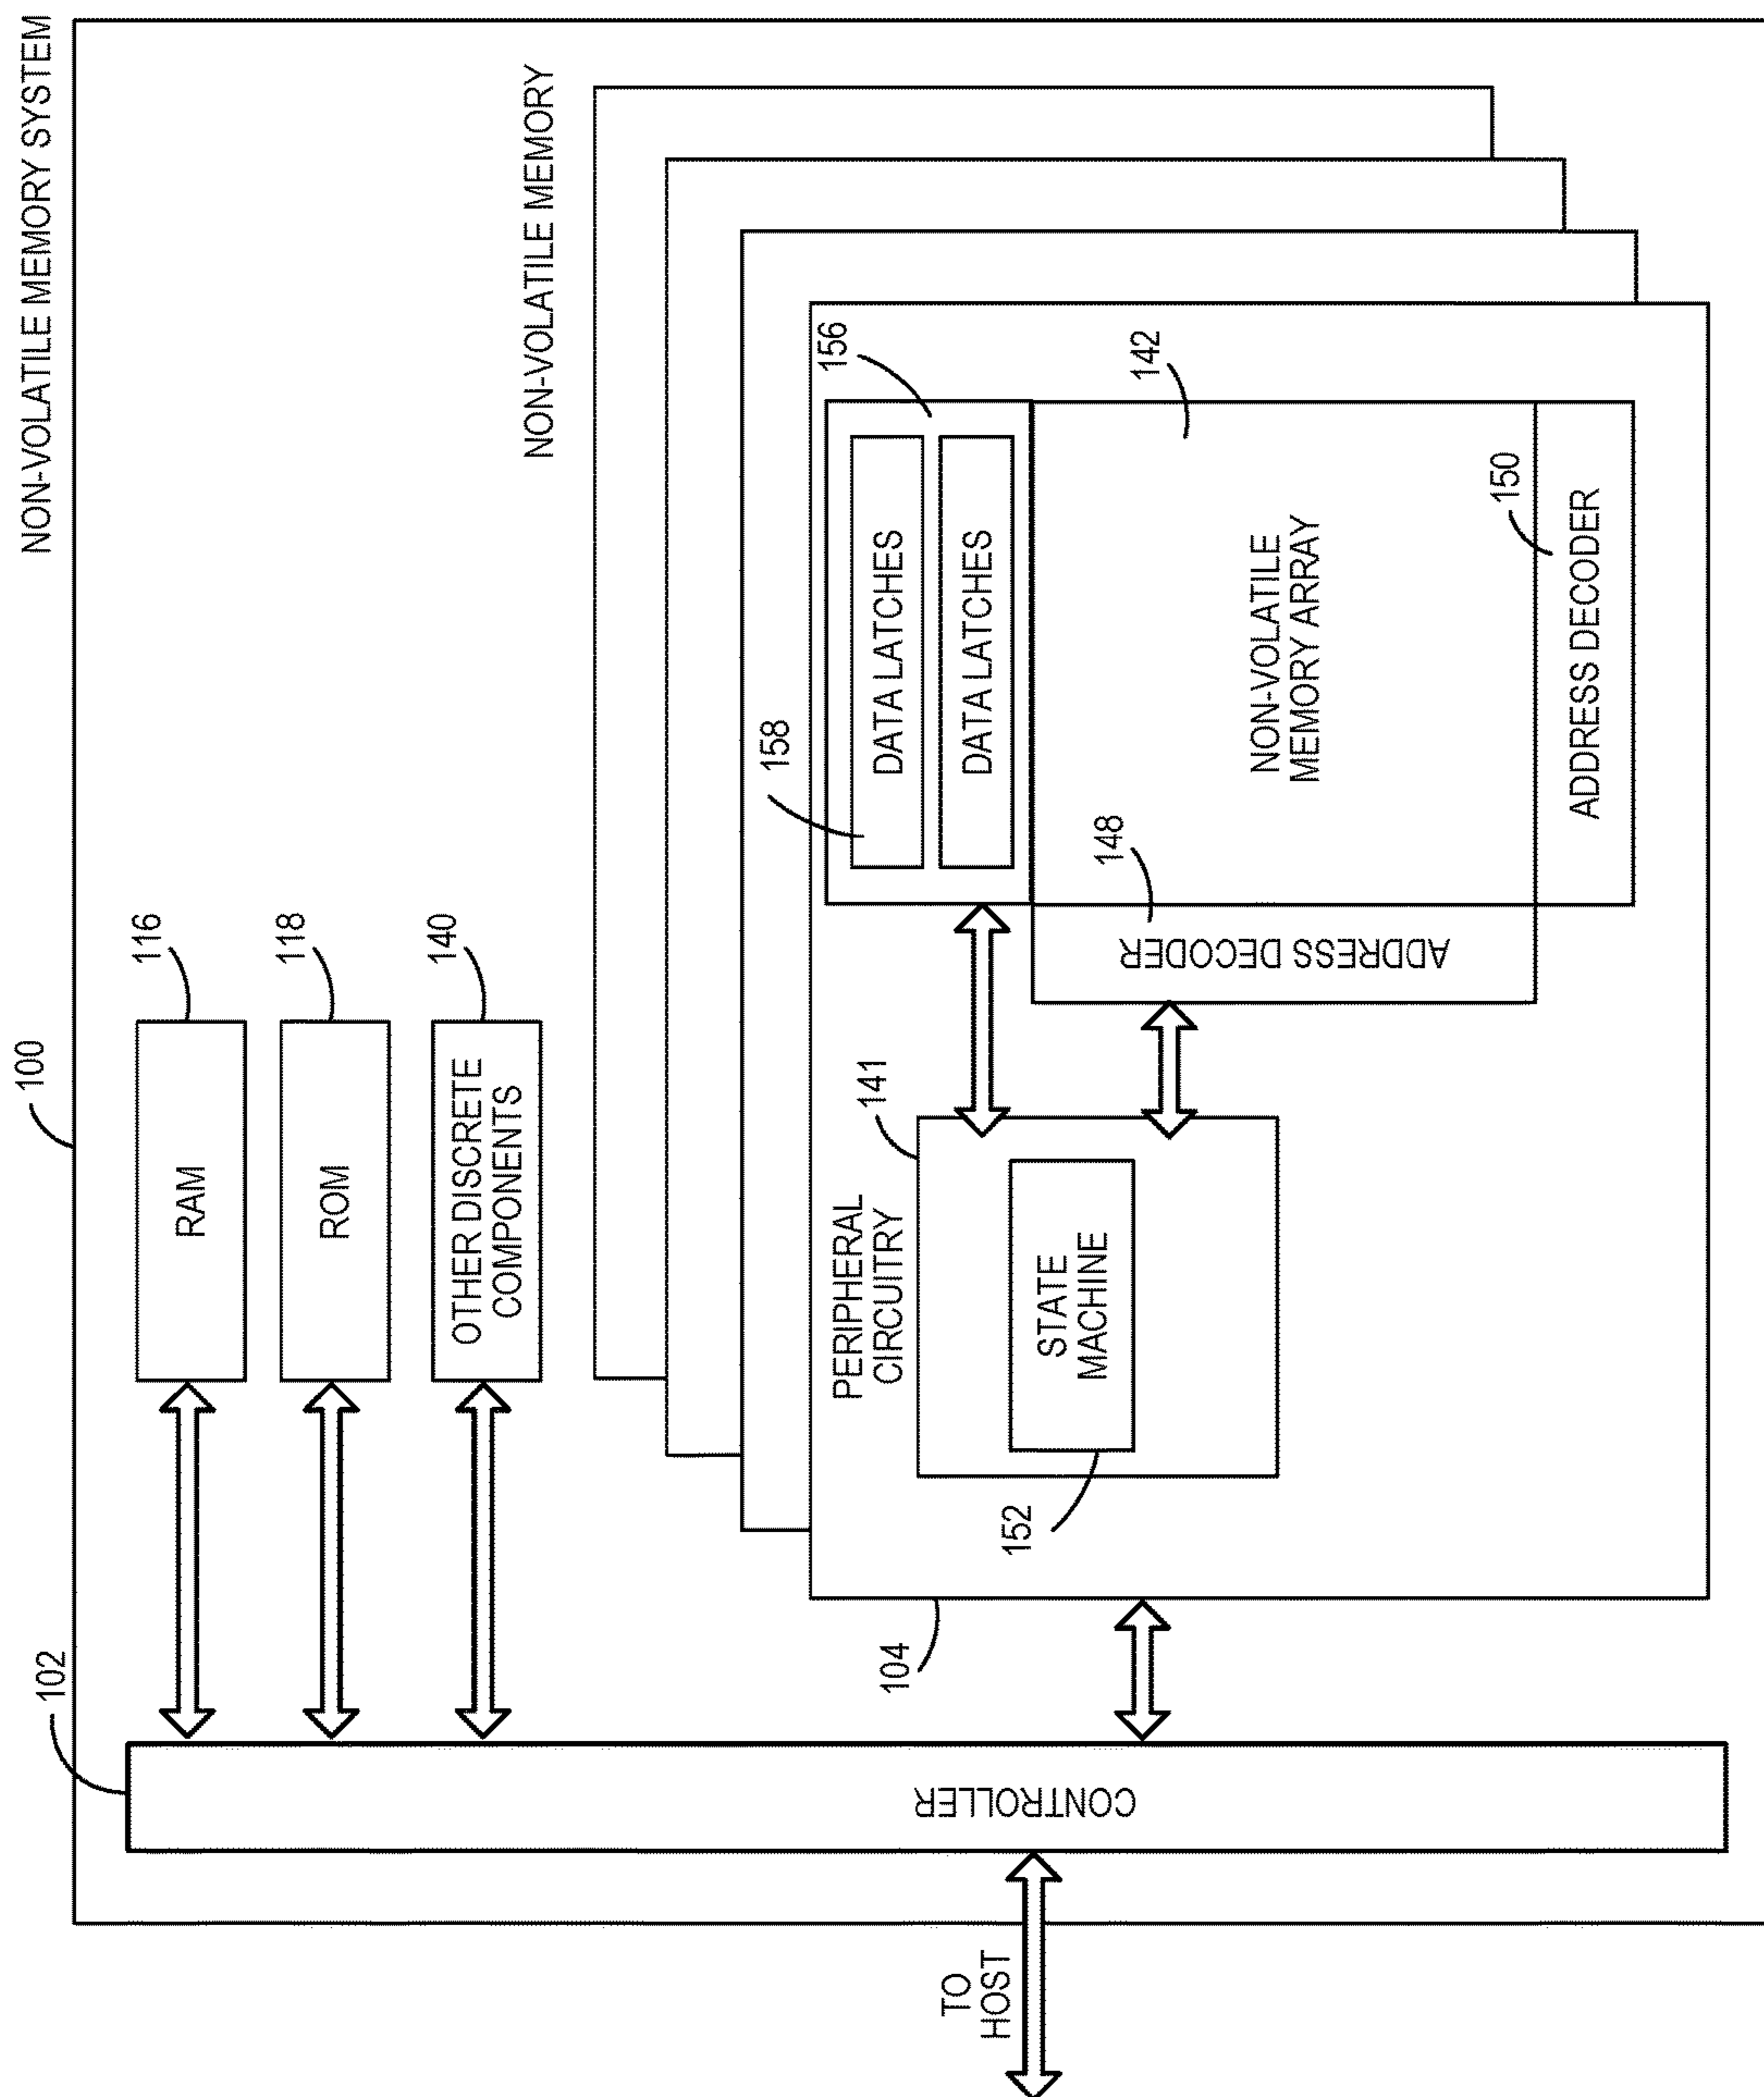 NON-VOLATILE MEMORY SYSTEM
100
102
RAM
116
ROM
118
OTHER DISCRETE
COMPONENTS
140
NON-VOLATILE MEMORY
TO
HOST
CONTROLLER
104
PERIPHERAL
CIRCUITRY
141
STATE
MACHINE
152
158
DATA LATCHES
DATA LATCHES
156
ADDRESS DECODER
148
NON-VOLATILE
MEMORY ARRAY
142
ADDRESS DECODER
150